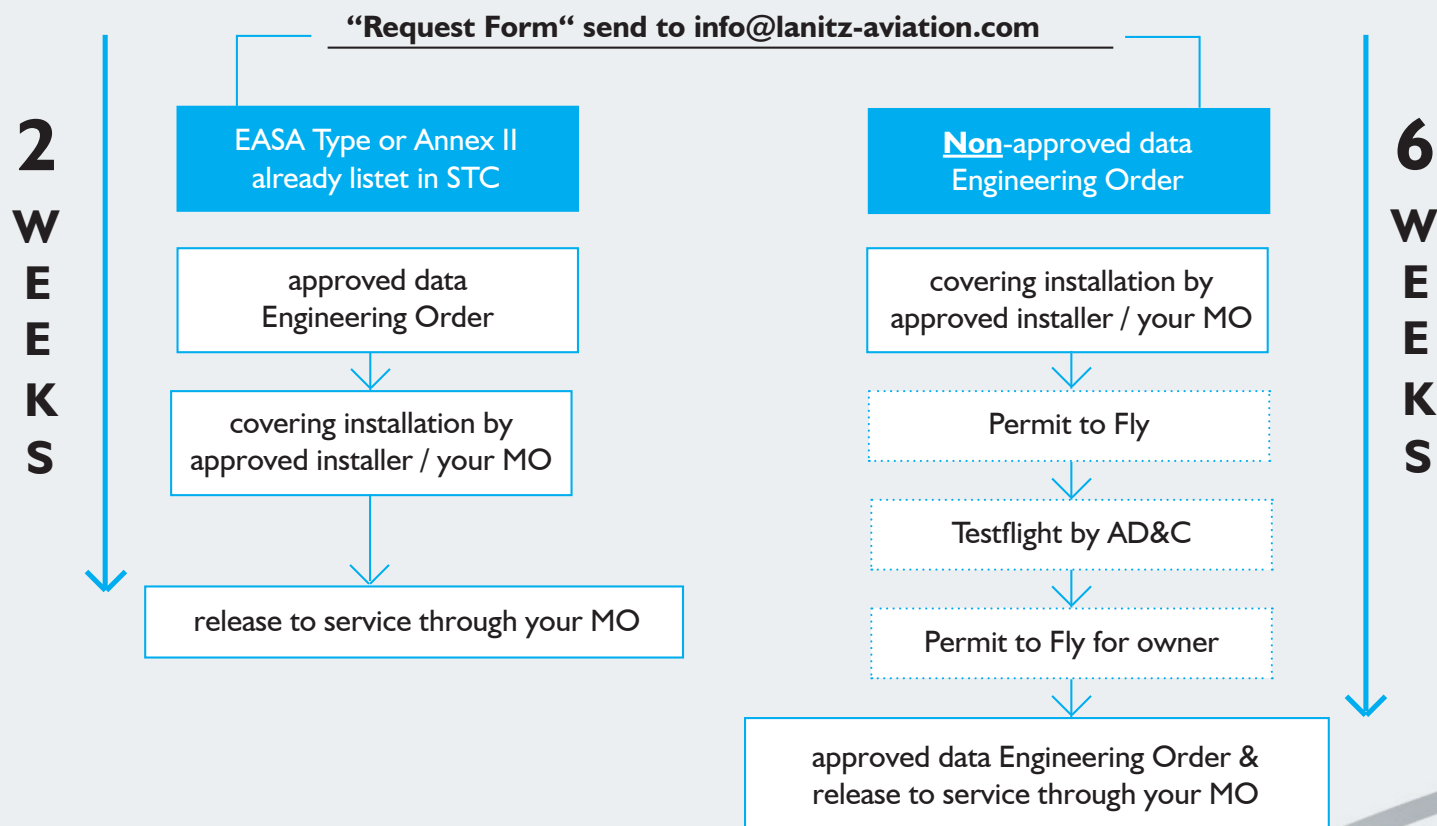 “Request Form“ send to info@lanitz-aviation.com
2
W
E
E
K
S
EASA Type or Annex II
already listet in STC
approved data
Engineering Order
covering installation by
approved installer / your MO
release to service through your MO
Non-approved data
Engineering Order
covering installation by
approved installer / your MO
Permit to Fly
Testflight by AD&C
Permit to Fly for owner
approved data Engineering Order &
release to service through your MO
6
W
E
E
K
S